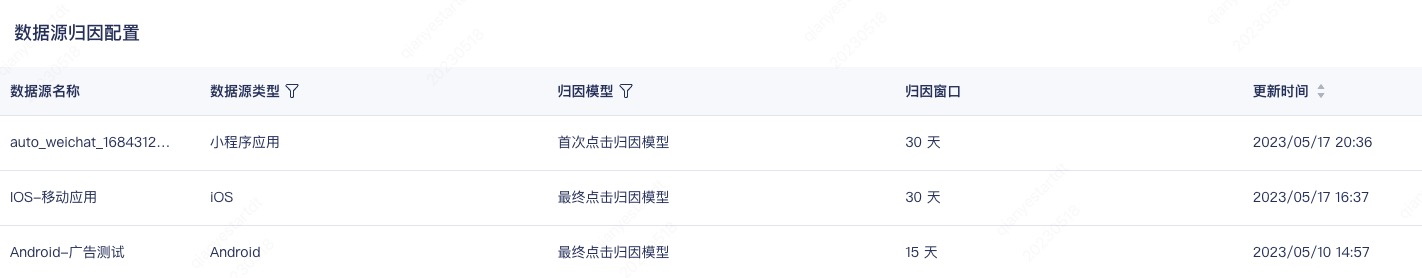 数据源归因配置
数据源名称 数据源类型 归因模型 归因窗口 更新时间
auto_weichat_1684312... 小程序应用 首次点击归因模型 30 天 2023/05/17 20:36
IOS-移动应用 iOS 最终点击归因模型 30 天 2023/05/17 16:37
Android-广告测试 Android 最终点击归因模型 15 天 2023/05/10 14:57